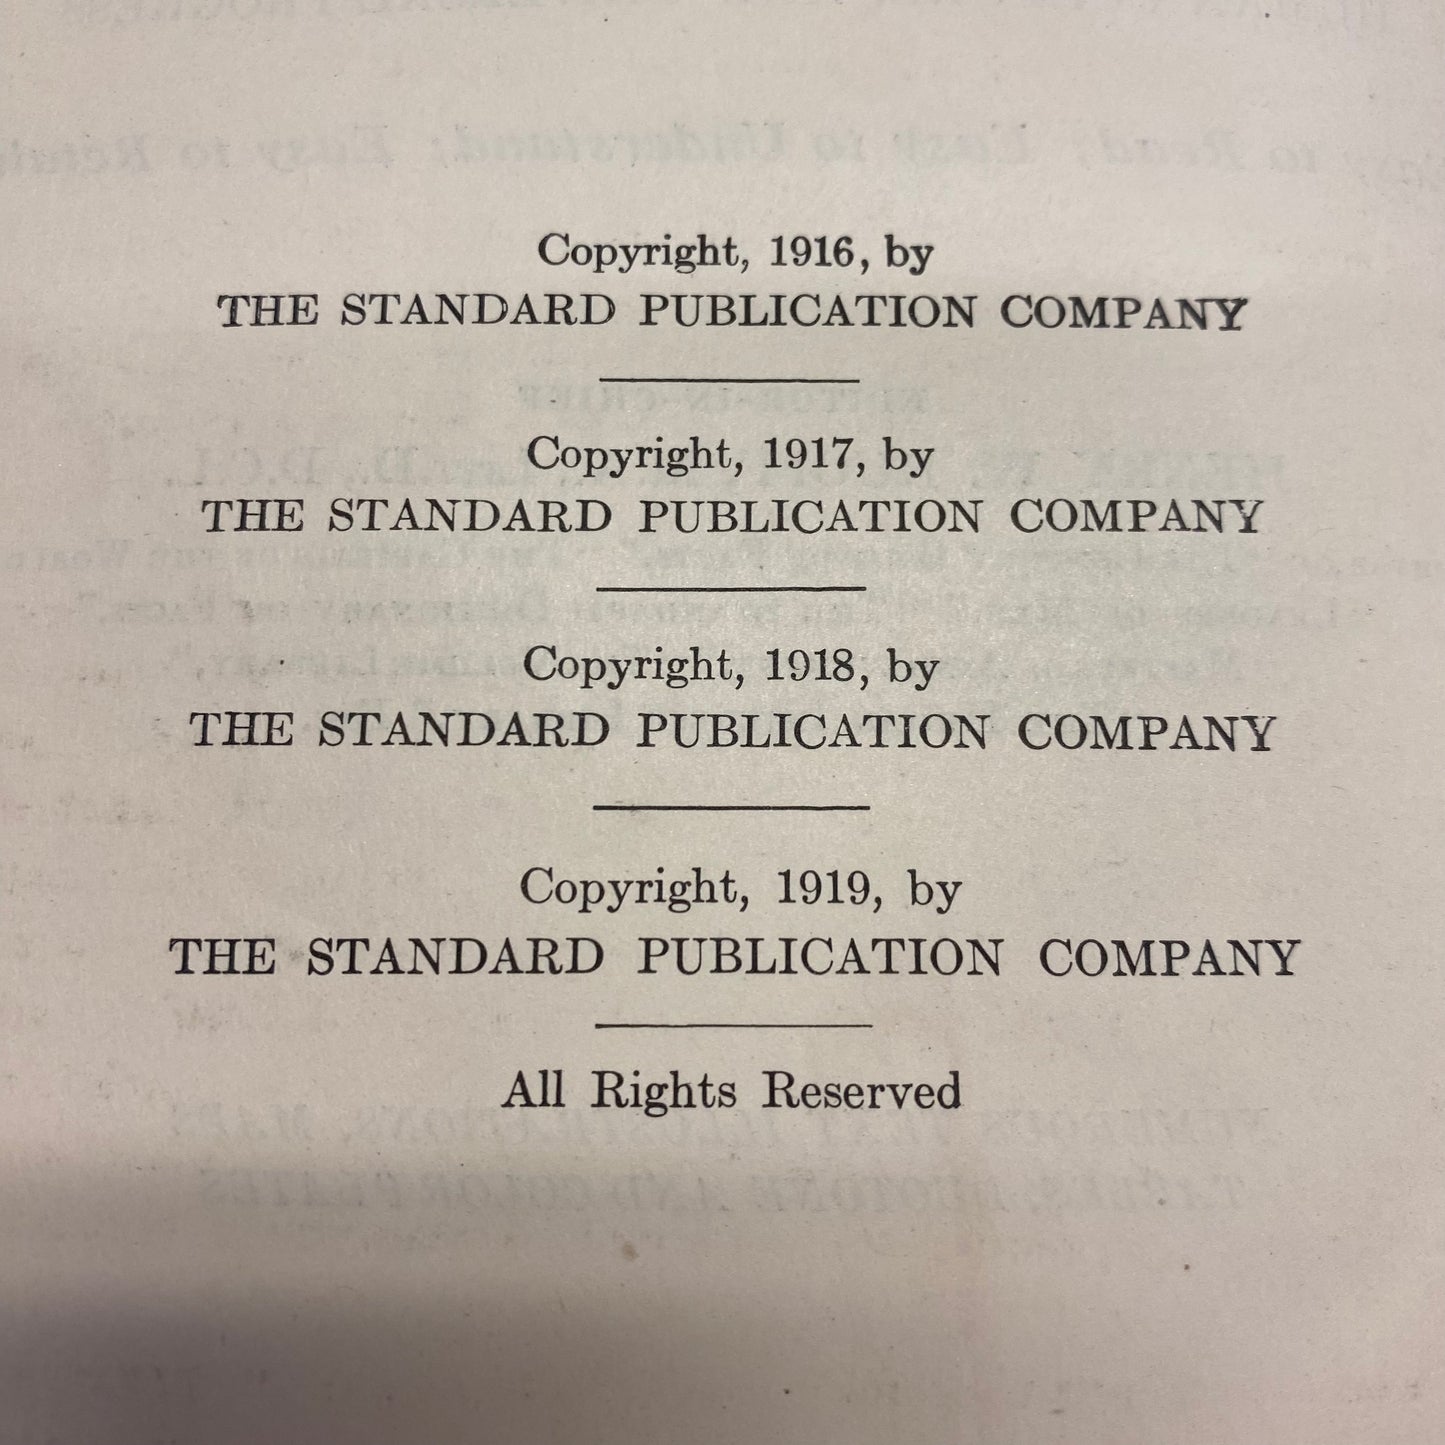 Copyright, 1916, by
THE STANDARD PUBLICATION COMPANY
Copyright, 1917, by
THE STANDARD PUBLICATION COMPANY
Copyright, 1918, by
THE STANDARD PUBLICATION COMPANY
Copyright, 1919, by
THE STANDARD PUBLICATION COMPANY
All Rights Reserved